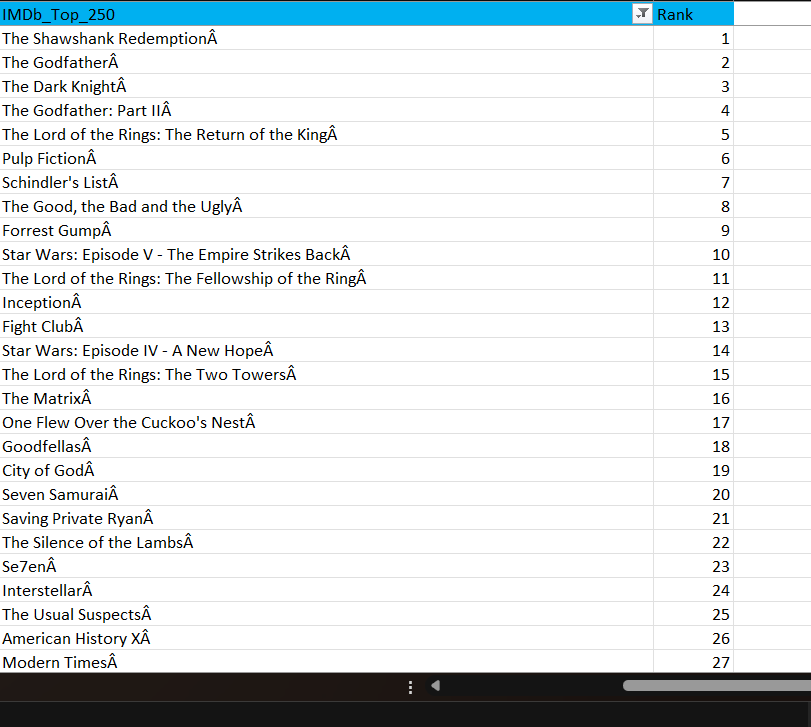 IMDb_Top_250 Rank
The Shawshank RedemptionÂ 1
The GodfatherÂ 2
The Dark KnightÂ 3
The Godfather: Part IIÂ 4
The Lord of the Rings: The Return of the KingÂ 5
Pulp FictionÂ 6
Schindler's ListÂ 7
The Good, the Bad and the UglyÂ 8
Forrest GumpÂ 9
Star Wars: Episode V - The Empire Strikes BackÂ 10
The Lord of the Rings: The Fellowship of the RingÂ 11
InceptionÂ 12
Fight ClubÂ 13
Star Wars: Episode IV - A New HopeÂ 14
The Lord of the Rings: The Two TowersÂ 15
The MatrixÂ 16
One Flew Over the Cuckoo's NestÂ 17
GoodfellasÂ 18
City of GodÂ 19
Seven SamuraiÂ 20
Saving Private RyanÂ 21
The Silence of the LambsÂ 22
Se7enÂ 23
InterstellarÂ 24
The Usual SuspectsÂ 25
American History XÂ 26
Modern TimesÂ 27